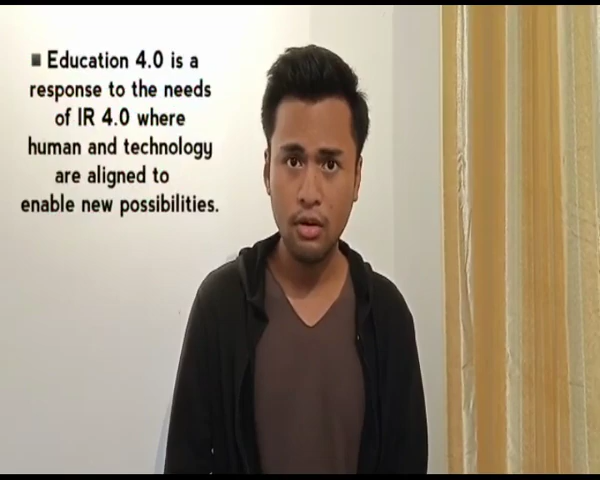 ▪ Education 4.0 is a
response to the needs
of IR 4.0 where
human and technology
are aligned to
enable new possibilities.